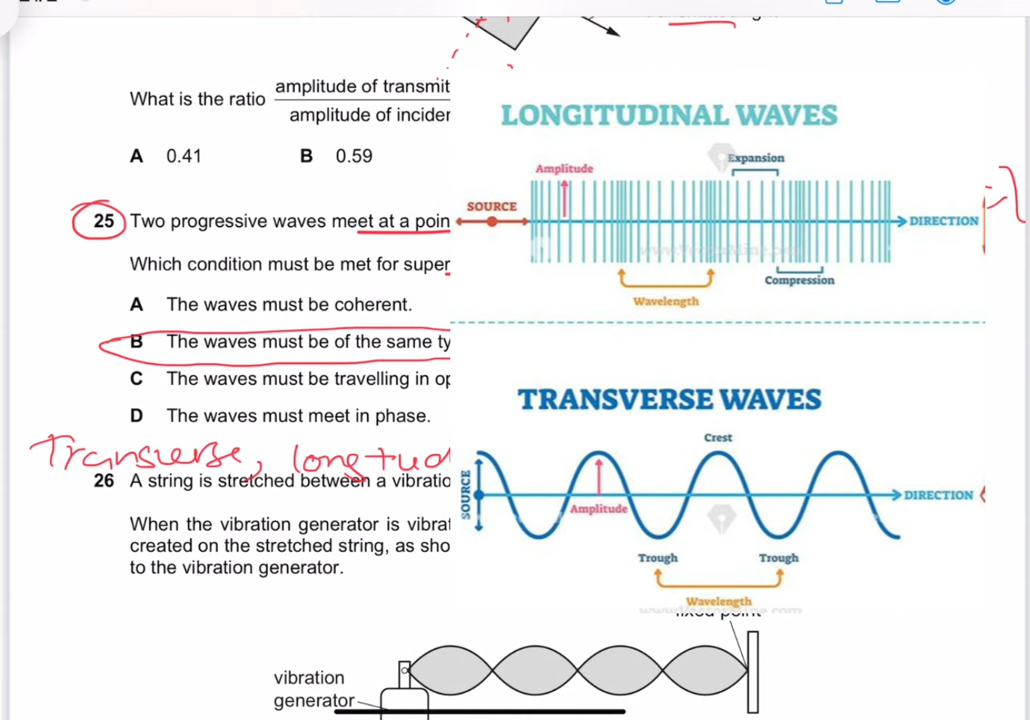 What is the ratio amplitude of transmit
amplitude of incider
A 0.41 B 0.59
25 Two progressive waves meet at a poin
Which condition must be met for super
A The waves must be coherent.
B The waves must be of the same ty
C The waves must be travelling in op
D The waves must meet in phase.
Transverse, longtud
26 A string is stretched between a vibratio
When the vibration generator is vibrat
created on the stretched string, as sho
to the vibration generator.
vibration
generator
LONGITUDINAL WAVES
Expansion
Amplitude
SOURCE
DIRECTION
Compression
Wavelength
TRANSVERSE WAVES
Crest
SOURCE
DIRECTION
Amplitude
Trough Trough
Wavelength
fixed point